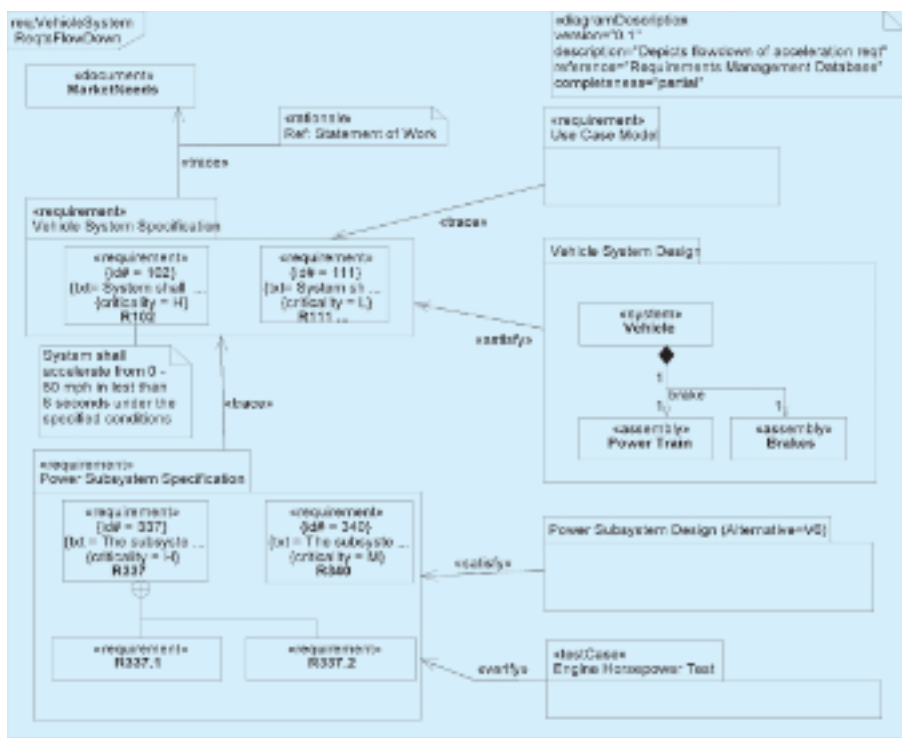 req:VehicleSystem
ReqtsFlowDown
«diagramDescription
version="0.1"
description="Depicts flowdown of acceleration reqt"
reference="Requirements Management Database"
completeness="partial"
«document»
MarketNeeds
«rationale»
Ref: Statement of Work
«trace»
«requirement»
Use Case Model
«trace»
«requirement»
Vehicle System Specification
«requirement»
{id# = 102}
{txt= System shall ...
{criticality = H}
R102
«requirement»
{id# = 111}
{txt= System sh ...
{criticality = L}
R111 ...
Vehicle System Design
«system»
Vehicle
1
brake
1
1
«assembly»
Power Train
«assembly»
Brakes
«satisfy»
System shall
accelerate from 0 -
60 mph in lest than
8 seconds under the
specified conditions
«trace»
«requirement»
Power Subsystem Specification
«requirement»
{id# = 337}
{txt = The subsyste ...
{criticality = H}
R337
«requirement»
{id# = 340}
{txt = The subsyste ...
{criticality = M}
R340
Power Subsystem Design (Alternative=V6)
«satisfy»
«requirement»
R337.1
«requirement»
R337.2
«verify»
«testCase»
Engine Horsepower Test